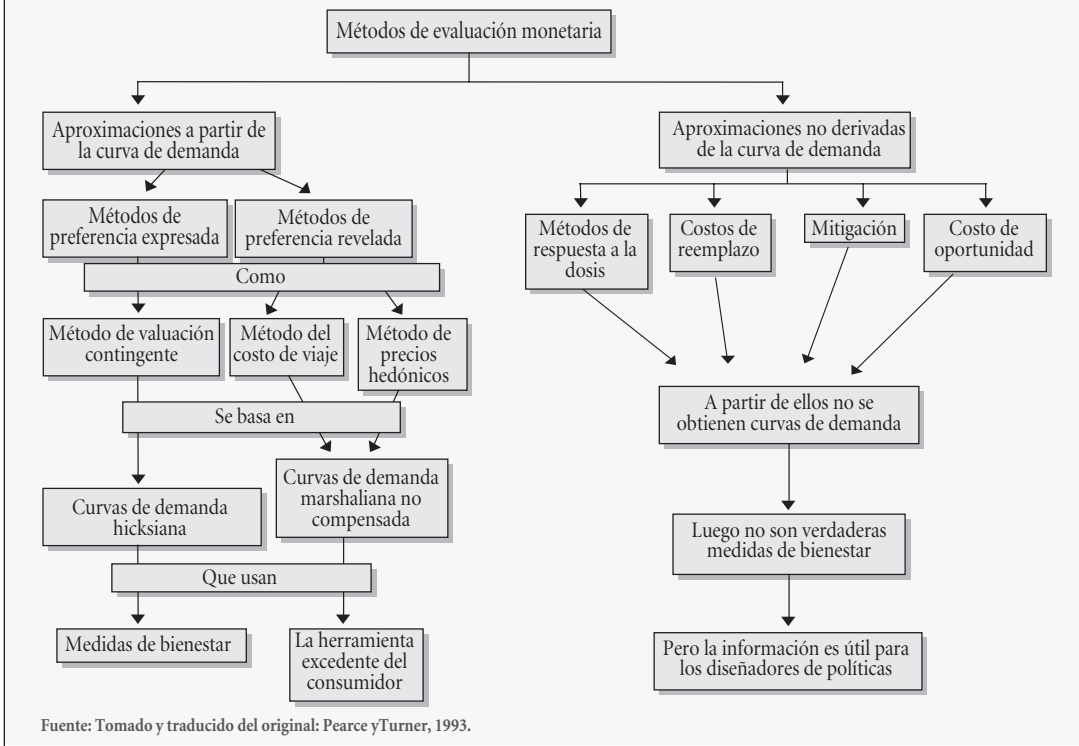 Métodos de evaluación monetaria
Aproximaciones a partir de
la curva de demanda
Aproximaciones no derivadas
de la curva de demanda
Métodos de
preferencia expresada
Métodos de
preferencia revelada
Métodos de
respuesta a la
dosis
Costos de
reemplazo
Mitigación
Costo de
oportunidad
Como
Método de valuación
contingente
Método del
costo de viaje
Método de
precios
hedónicos
Se basa en
A partir de ellos no se
obtienen curvas de demanda
Curvas de demanda
hicksiana
Curvas de demanda
marshaliana no
compensada
Luego no son verdaderas
medidas de bienestar
Que usan
Medidas de bienestar
La herramienta
excedente del
consumidor
Pero la información es útil para
los diseñadores de políticas
Fuente: Tomado y traducido del original: Pearce yTurner, 1993.